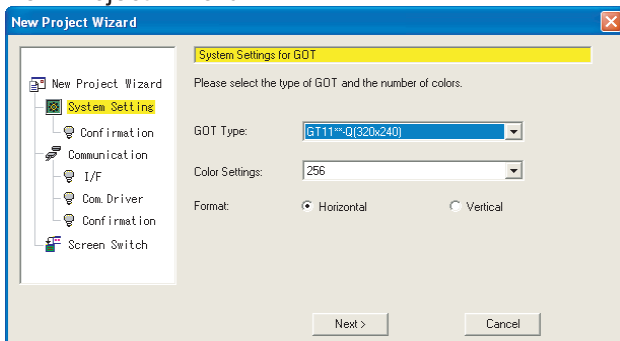 New Project Wizard
System Settings for GOT
New Project Wizard
Please select the type of GOT and the number of colors.
System Setting
Confirmation
GOT Type: GT11**-Q(320x240)
Communication
I/F
Color Settings: 256
Com. Driver
Format: Horizontal Vertical
Confirmation
Screen Switch
Next > Cancel